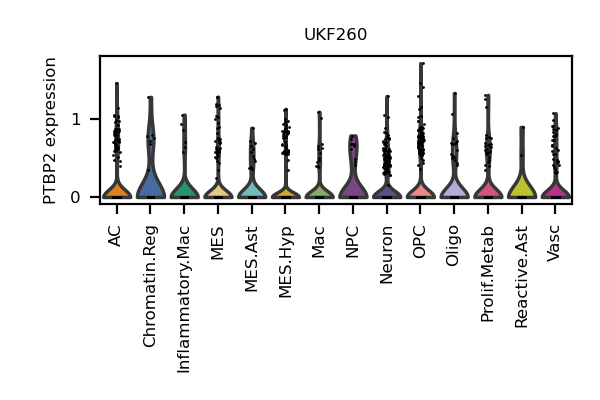 UKF260
PTBP2 expression
1
0
AC
Chromatin.Reg
Inflammatory.Mac
MES
MES.Ast
MES.Hyp
Mac
NPC
Neuron
OPC
Oligo
Prolif.Metab
Reactive.Ast
Vasc